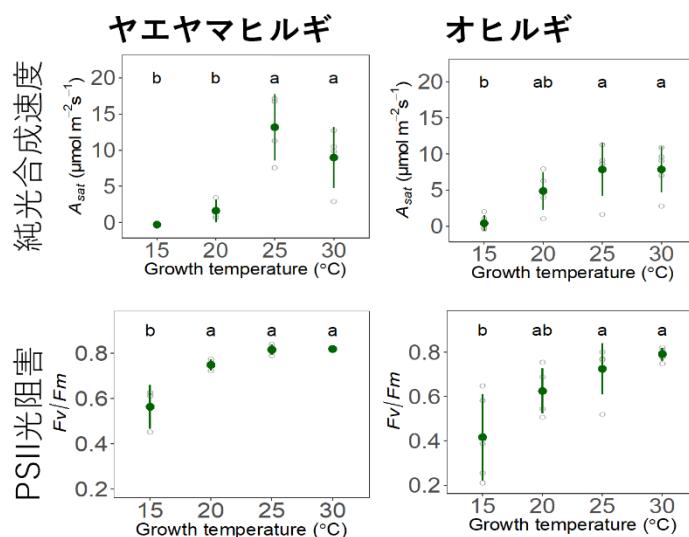 ヤエヤマヒルギ
オヒルギ
純光合成速度
A_sat (μmol m⁻²s⁻¹)
20
15
10
5
0
b b a a
15 20 25 30
Growth temperature (°C)
A_sat (μmol m⁻²s⁻¹)
20
15
10
5
0
b ab a a
15 20 25 30
Growth temperature (°C)
PSII光阻害
Fv/Fm
0.8
0.6
0.4
0.2
b a a a
15 20 25 30
Growth temperature (°C)
Fv/Fm
0.8
0.6
0.4
0.2
b ab a a
15 20 25 30
Growth temperature (°C)